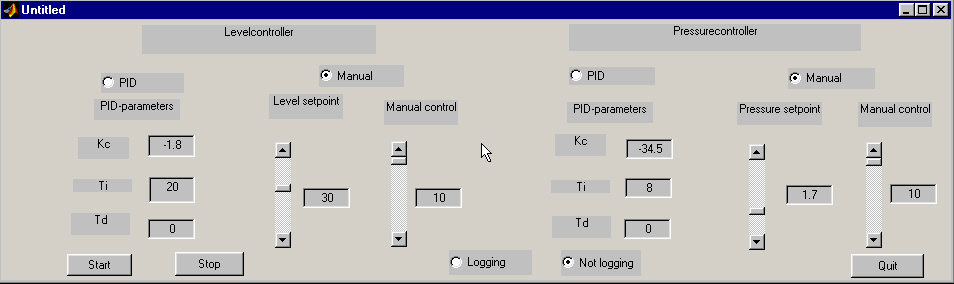 Untitled
Levelcontroller
Pressurecontroller
PID
Manual
PID
Manual
PID-parameters
Level setpoint
Manual control
PID-parameters
Pressure setpoint
Manual control
Kc
-1.8
Kc
-34.5
Ti
20
30
10
Ti
8
1.7
10
Td
0
Td
0
Start
Stop
Logging
Not logging
Quit